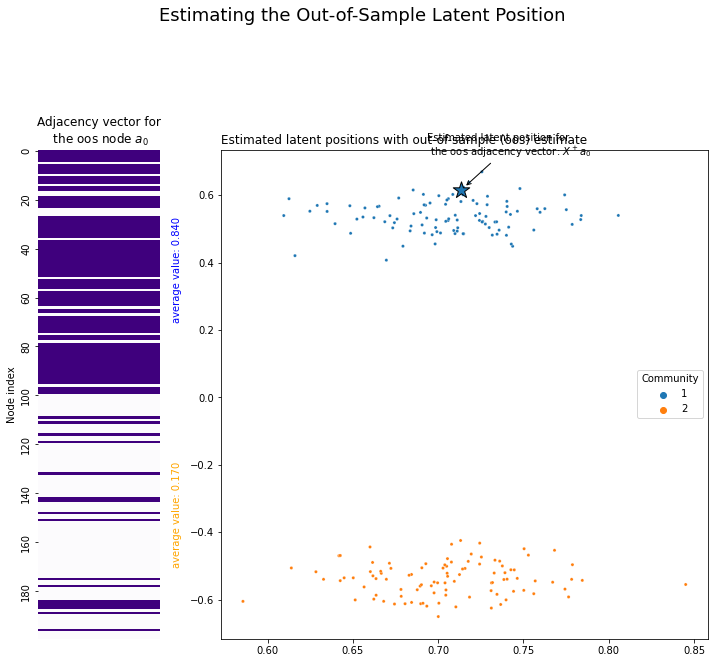 Estimating the Out-of-Sample Latent Position
Adjacency vector for
the oos node a₀
Node index
0
20
40
60
80
100
120
140
160
180
average value: 0.840
average value: 0.170
Estimated latent positions with out-of-sample (oos) estimate
Estimated latent position for
the oos adjacency vector: X⁺a₀
0.6
0.4
0.2
0.0
−0.2
−0.4
−0.6
0.60
0.65
0.70
0.75
0.80
0.85
Community
1
2